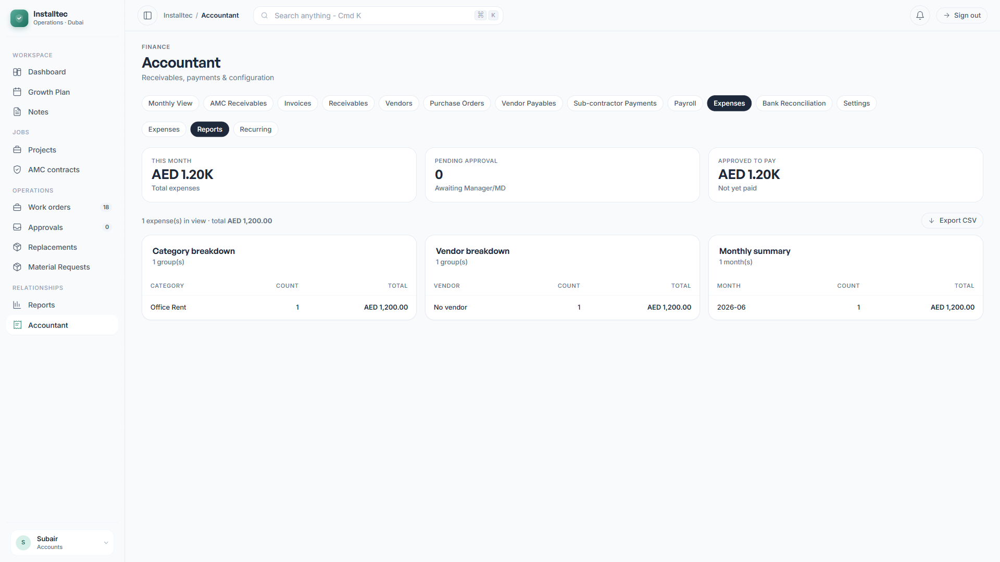 Installtec
Operations · Dubai
Installtec / Accountant
Search anything - Cmd K
⌘ K
Sign out
WORKSPACE
Dashboard
Growth Plan
Notes
JOBS
Projects
AMC contracts
OPERATIONS
Work orders 18
Approvals 0
Replacements
Material Requests
RELATIONSHIPS
Reports
Accountant
S
Subair
Accounts
FINANCE
Accountant
Receivables, payments & configuration
Monthly View AMC Receivables Invoices Receivables Vendors Purchase Orders Vendor Payables Sub-contractor Payments Payroll Expenses Bank Reconciliation Settings
Expenses Reports Recurring
THIS MONTH
AED 1.20K
Total expenses
PENDING APPROVAL
0
Awaiting Manager/MD
APPROVED TO PAY
AED 1.20K
Not yet paid
1 expense(s) in view · total AED 1,200.00
Export CSV
Category breakdown
1 group(s)
CATEGORY COUNT TOTAL
Office Rent 1 AED 1,200.00
Vendor breakdown
1 group(s)
VENDOR COUNT TOTAL
No vendor 1 AED 1,200.00
Monthly summary
1 month(s)
MONTH COUNT TOTAL
2026-06 1 AED 1,200.00